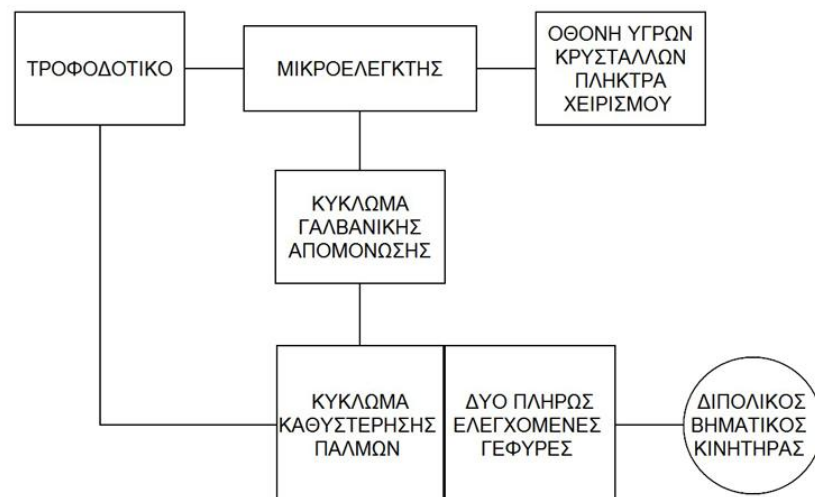 ΤΡΟΦΟΔΟΤΙΚΟ
ΜΙΚΡΟΕΛΕΓΚΤΗΣ
ΟΘΟΝΗ ΥΓΡΩΝ
ΚΡΥΣΤΑΛΛΩΝ
ΠΛΗΚΤΡΑ
ΧΕΙΡΙΣΜΟΥ
ΚΥΚΛΩΜΑ
ΓΑΛΒΑΝΙΚΗΣ
ΑΠΟΜΟΝΩΣΗΣ
ΚΥΚΛΩΜΑ
ΚΑΘΥΣΤΕΡΗΣΗΣ
ΠΑΛΜΩΝ
ΔΥΟ ΠΛΗΡΩΣ
ΕΛΕΓΧΟΜΕΝΕΣ
ΓΕΦΥΡΕΣ
ΔΙΠΟΛΙΚΟΣ
ΒΗΜΑΤΙΚΟΣ
ΚΙΝΗΤΗΡΑΣ